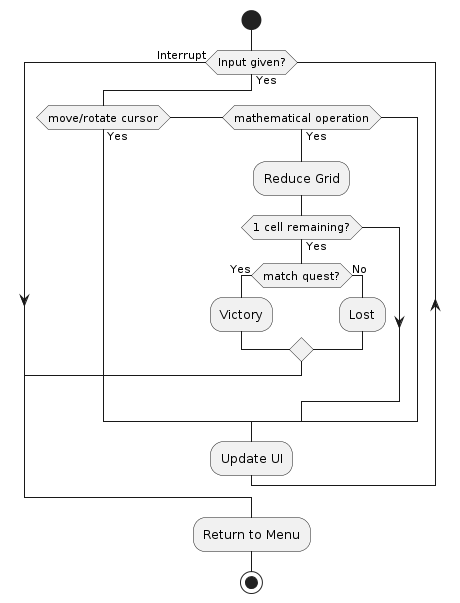 Interrupt
Input given?
Yes
move/rotate cursor
mathematical operation
Yes
Yes
Reduce Grid
1 cell remaining?
Yes
Yes
match quest?
No
Victory
Lost
Update UI
Return to Menu